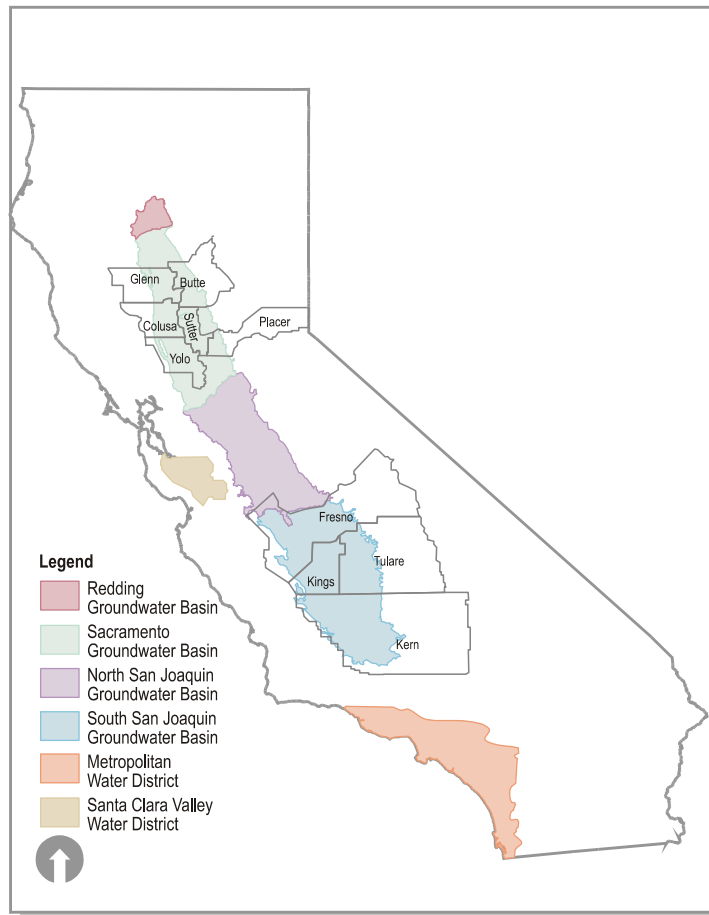 Glenn
Butte
Colusa
Sutter
Placer
Yolo
Fresno
Tulare
Kings
Kern
Legend
Redding
Groundwater Basin
Sacramento
Groundwater Basin
North San Joaquin
Groundwater Basin
South San Joaquin
Groundwater Basin
Metropolitan
Water District
Santa Clara Valley
Water District